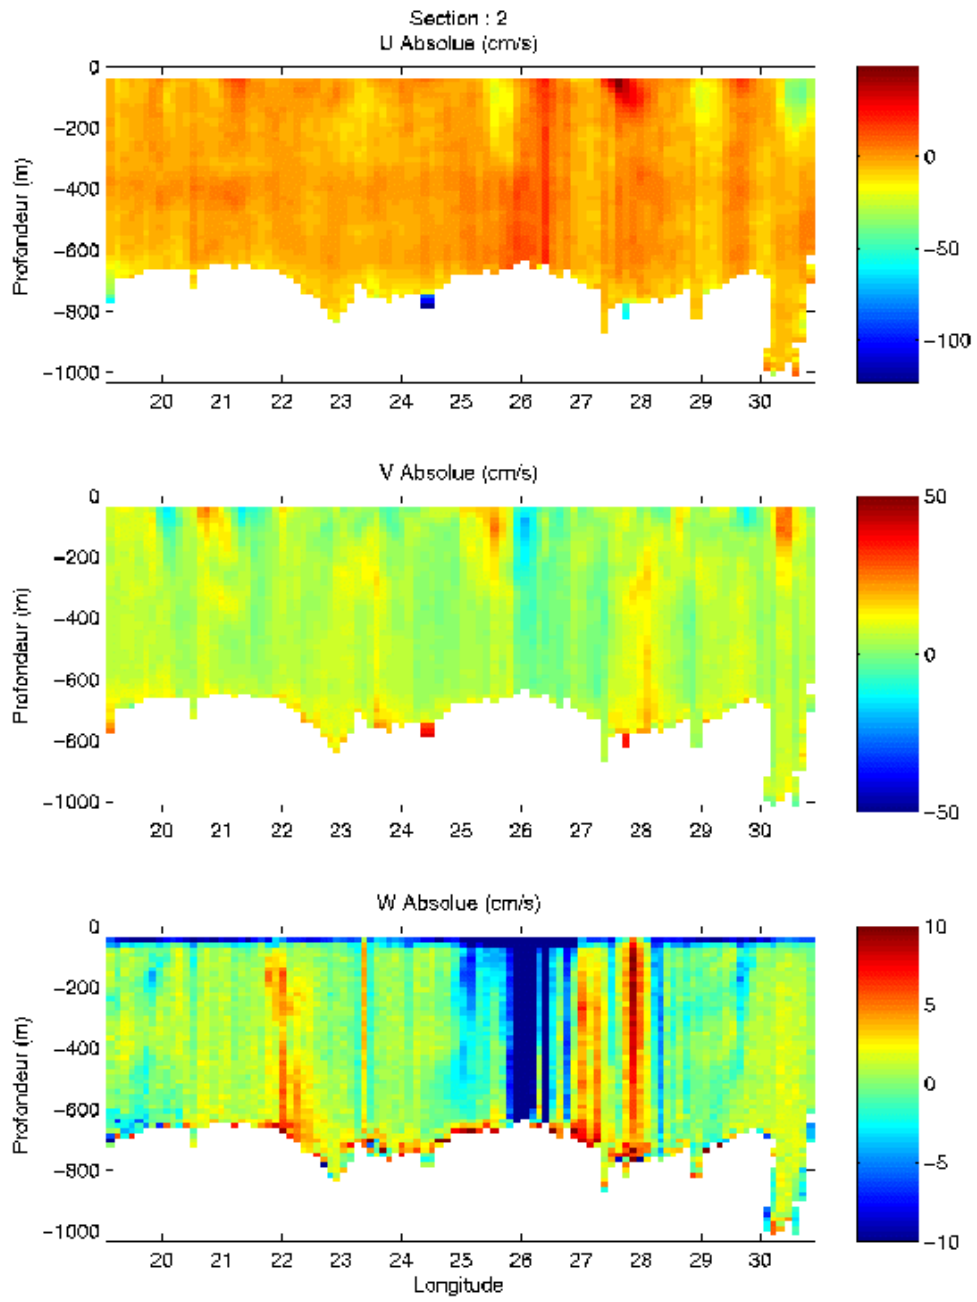 Section : 2
U Absolue (cm/s)
0
−200
−400
−600
−800
−1000
Profondeur (m)
20 21 22 23 24 25 26 27 28 29 30
0
−50
−100
V Absolue (cm/s)
0
−200
−400
−600
−800
−1000
Profondeur (m)
20 21 22 23 24 25 26 27 28 29 30
50
0
−50
W Absolue (cm/s)
0
−200
−400
−600
−800
−1000
Profondeur (m)
20 21 22 23 24 25 26 27 28 29 30
Longitude
10
5
0
−5
−10